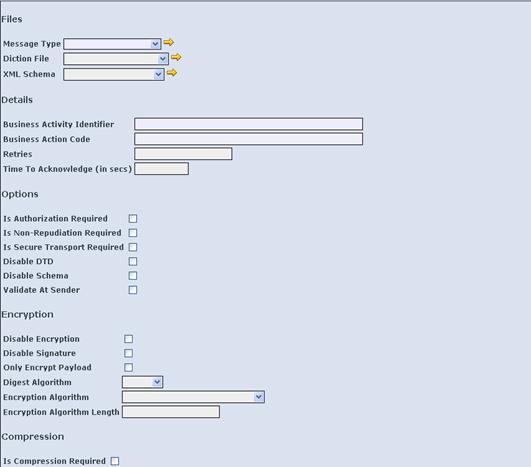 Files
Message Type
Diction File
XML Schema
Details
Business Activity Identifier
Business Action Code
Retries
Time To Acknowledge (in secs)
Options
Is Authorization Required
Is Non-Repudiation Required
Is Secure Transport Required
Disable DTD
Disable Schema
Validate At Sender
Encryption
Disable Encryption
Disable Signature
Only Encrypt Payload
Digest Algorithm
Encryption Algorithm
Encryption Algorithm Length
Compression
Is Compression Required